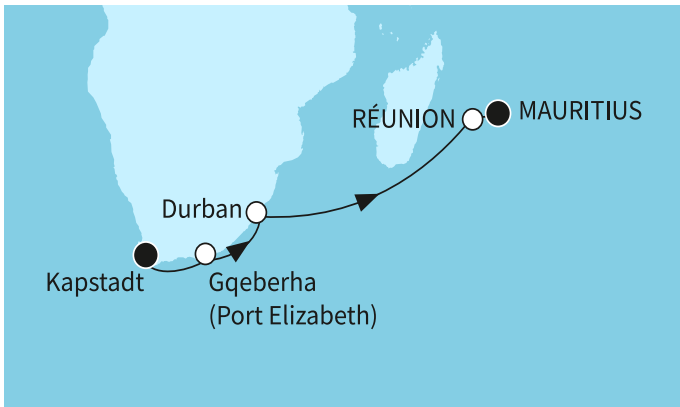 RÉUNION
MAURITIUS
Durban
Kapstadt
Gqeberha
(Port Elizabeth)